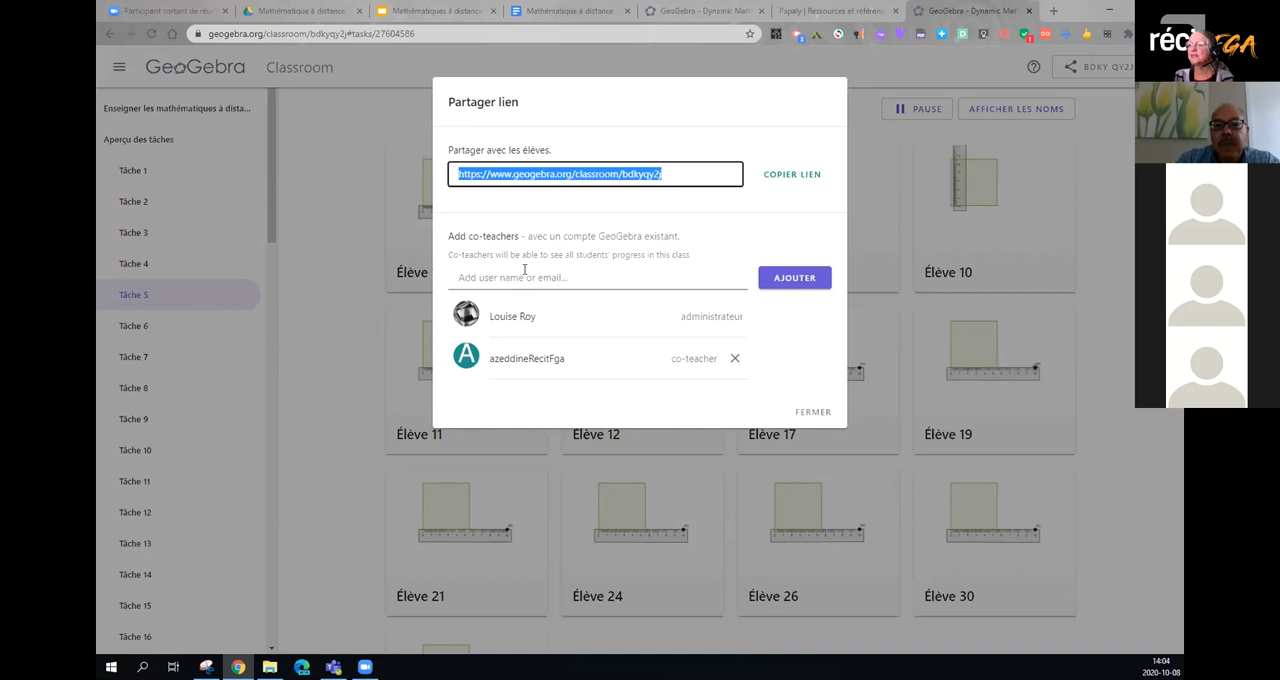 Participant sortant de réus
Mathématique à distance
Mathématiques à distance
Mathématique à distance
GeoGebra - Dynamic Mat
Papaly | Ressources et référenc
GeoGebra - Dynamic Mat
geogebra.org/classroom/bdkyqy2j#tasks/27604586
récit FGA
GeoGebra Classroom
BDKY QY2J
Enseigner les mathématiques à dista...
Aperçu des tâches
Tâche 1
Tâche 2
Tâche 3
Tâche 4
Tâche 5
Tâche 6
Tâche 7
Tâche 8
Tâche 9
Tâche 10
Tâche 11
Tâche 12
Tâche 13
Tâche 14
Tâche 15
Tâche 16
PAUSE
AFFICHER LES NOMS
Partager lien
Partager avec les élèves.
https://www.geogebra.org/classroom/bdkyqy2j
COPIER LIEN
Add co-teachers - avec un compte GeoGebra existant.
Co-teachers will be able to see all students' progress in this class
Add user name or email...
AJOUTER
Louise Roy
administrateur
A
azeddineRecitFga
co-teacher
FERMER
Élève
Élève 10
Élève 11
Élève 12
Élève 17
Élève 19
Élève 21
Élève 24
Élève 26
Élève 30
14:04
2020-10-08